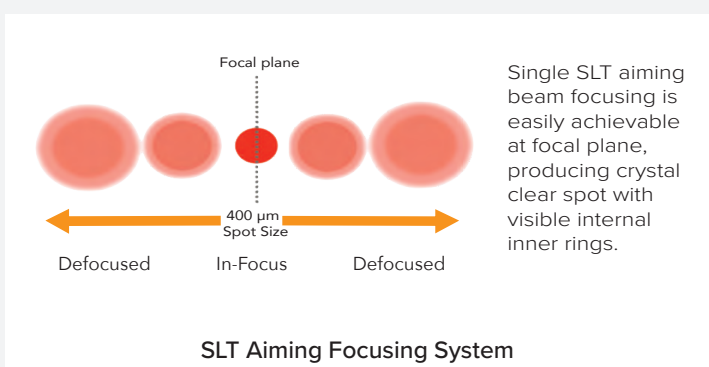 Focal plane
Single SLT aiming
beam focusing is
easily achievable
at focal plane,
producing crystal
clear spot with
visible internal
inner rings.
400 μm
Spot Size
Defocused
In-Focus
Defocused
SLT Aiming Focusing System